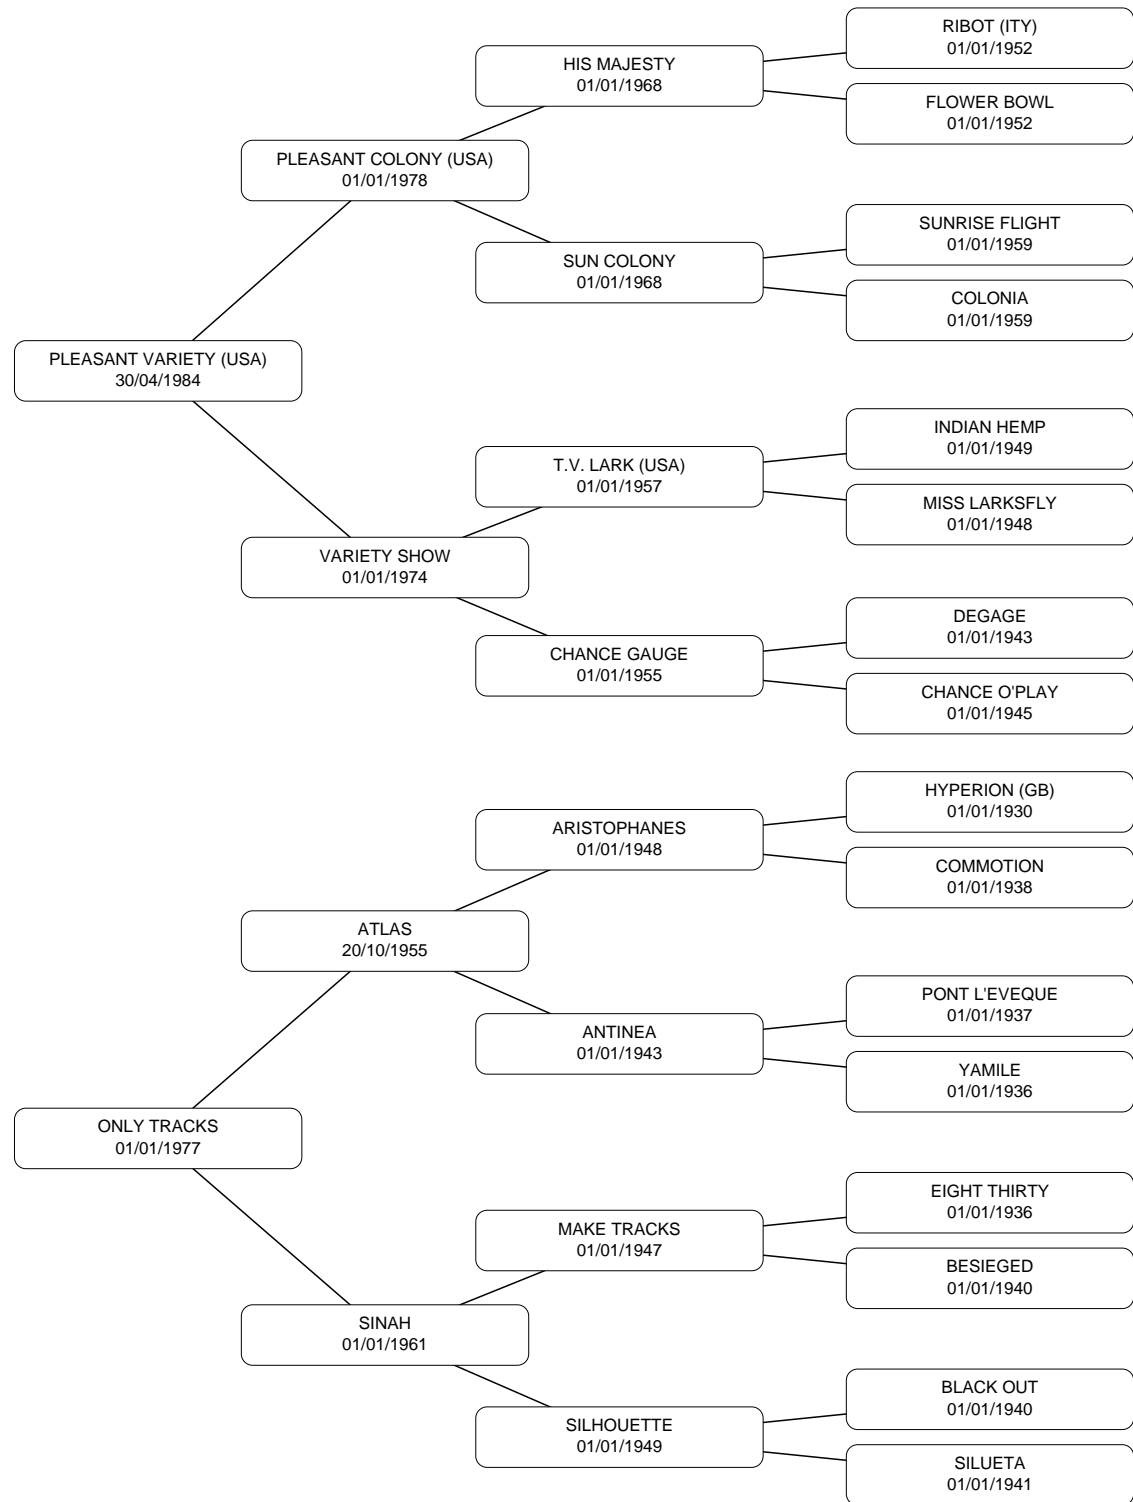 RIBOT (ITY)
01/01/1952
HIS MAJESTY
01/01/1968
FLOWER BOWL
01/01/1952
PLEASANT COLONY (USA)
01/01/1978
SUNRISE FLIGHT
01/01/1959
SUN COLONY
01/01/1968
COLONIA
01/01/1959
PLEASANT VARIETY (USA)
30/04/1984
INDIAN HEMP
01/01/1949
T.V. LARK (USA)
01/01/1957
MISS LARKSFLY
01/01/1948
VARIETY SHOW
01/01/1974
DEGAGE
01/01/1943
CHANCE GAUGE
01/01/1955
CHANCE O'PLAY
01/01/1945
HYPERION (GB)
01/01/1930
ARISTOPHANES
01/01/1948
COMMOTION
01/01/1938
ATLAS
20/10/1955
PONT L'EVEQUE
01/01/1937
ANTINEA
01/01/1943
YAMILE
01/01/1936
ONLY TRACKS
01/01/1977
EIGHT THIRTY
01/01/1936
MAKE TRACKS
01/01/1947
BESIEGED
01/01/1940
SINAH
01/01/1961
BLACK OUT
01/01/1940
SILHOUETTE
01/01/1949
SILUETA
01/01/1941